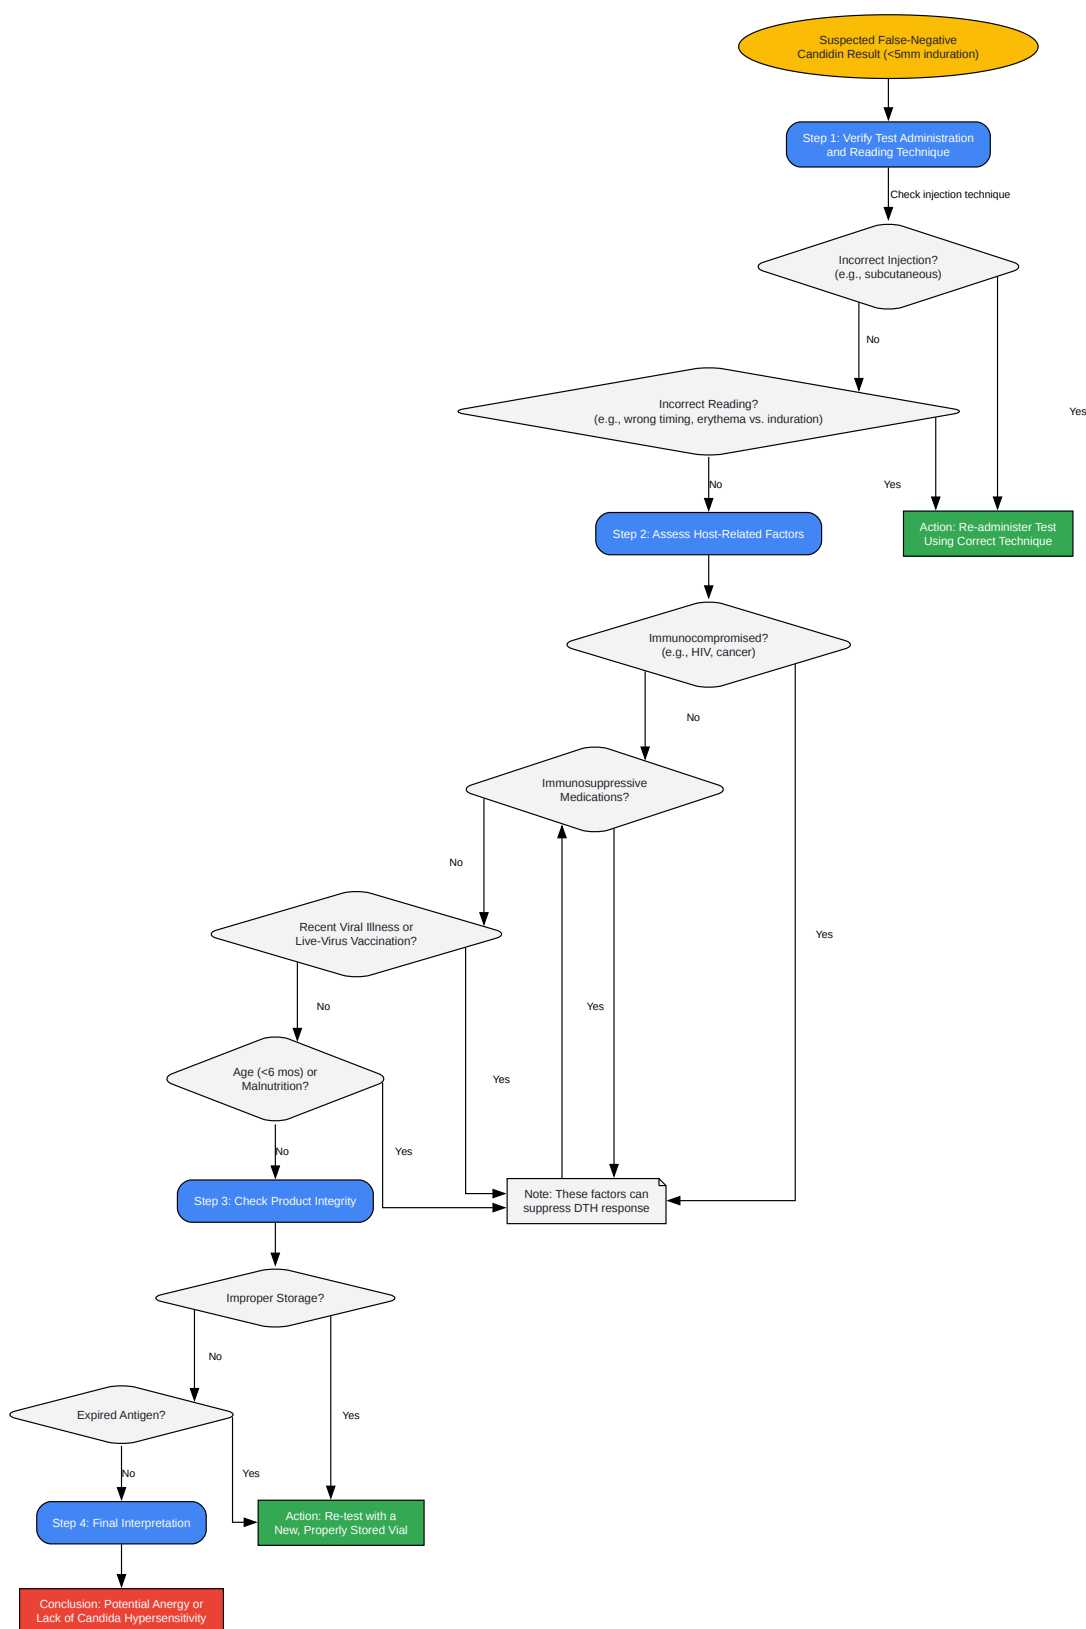 Suspected False-Negative
Candidin Result (<5mm induration)
Step 1: Verify Test Administration
and Reading Technique
Check injection technique
Incorrect Injection?
(e.g., subcutaneous)
No
Yes
Incorrect Reading?
(e.g., wrong timing, erythema vs. induration)
No
Yes
Action: Re-administer Test
Using Correct Technique
Step 2: Assess Host-Related Factors
Immunocompromised?
(e.g., HIV, cancer)
No
Yes
Immunosuppressive
Medications?
No
Yes
Recent Viral Illness or
Live-Virus Vaccination?
No
Yes
Age (<6 mos) or
Malnutrition?
No
Yes
Note: These factors can
suppress DTH response
Step 3: Check Product Integrity
Improper Storage?
No
Yes
Expired Antigen?
No
Yes
Action: Re-test with a
New, Properly Stored Vial
Step 4: Final Interpretation
Conclusion: Potential Anergy or
Lack of Candida Hypersensitivity